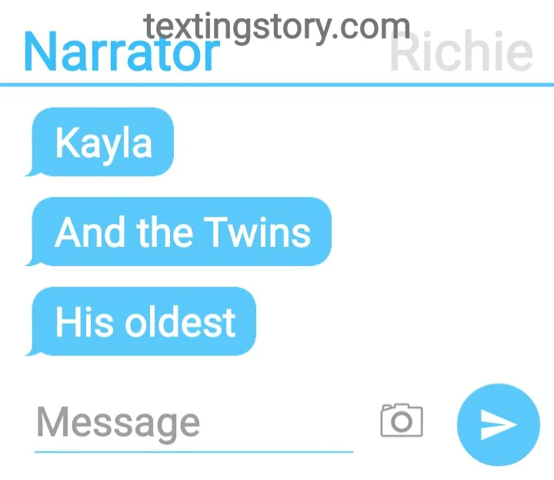 textingstory.com
Narrator Richie
Kayla
And the Twins
His oldest
Message